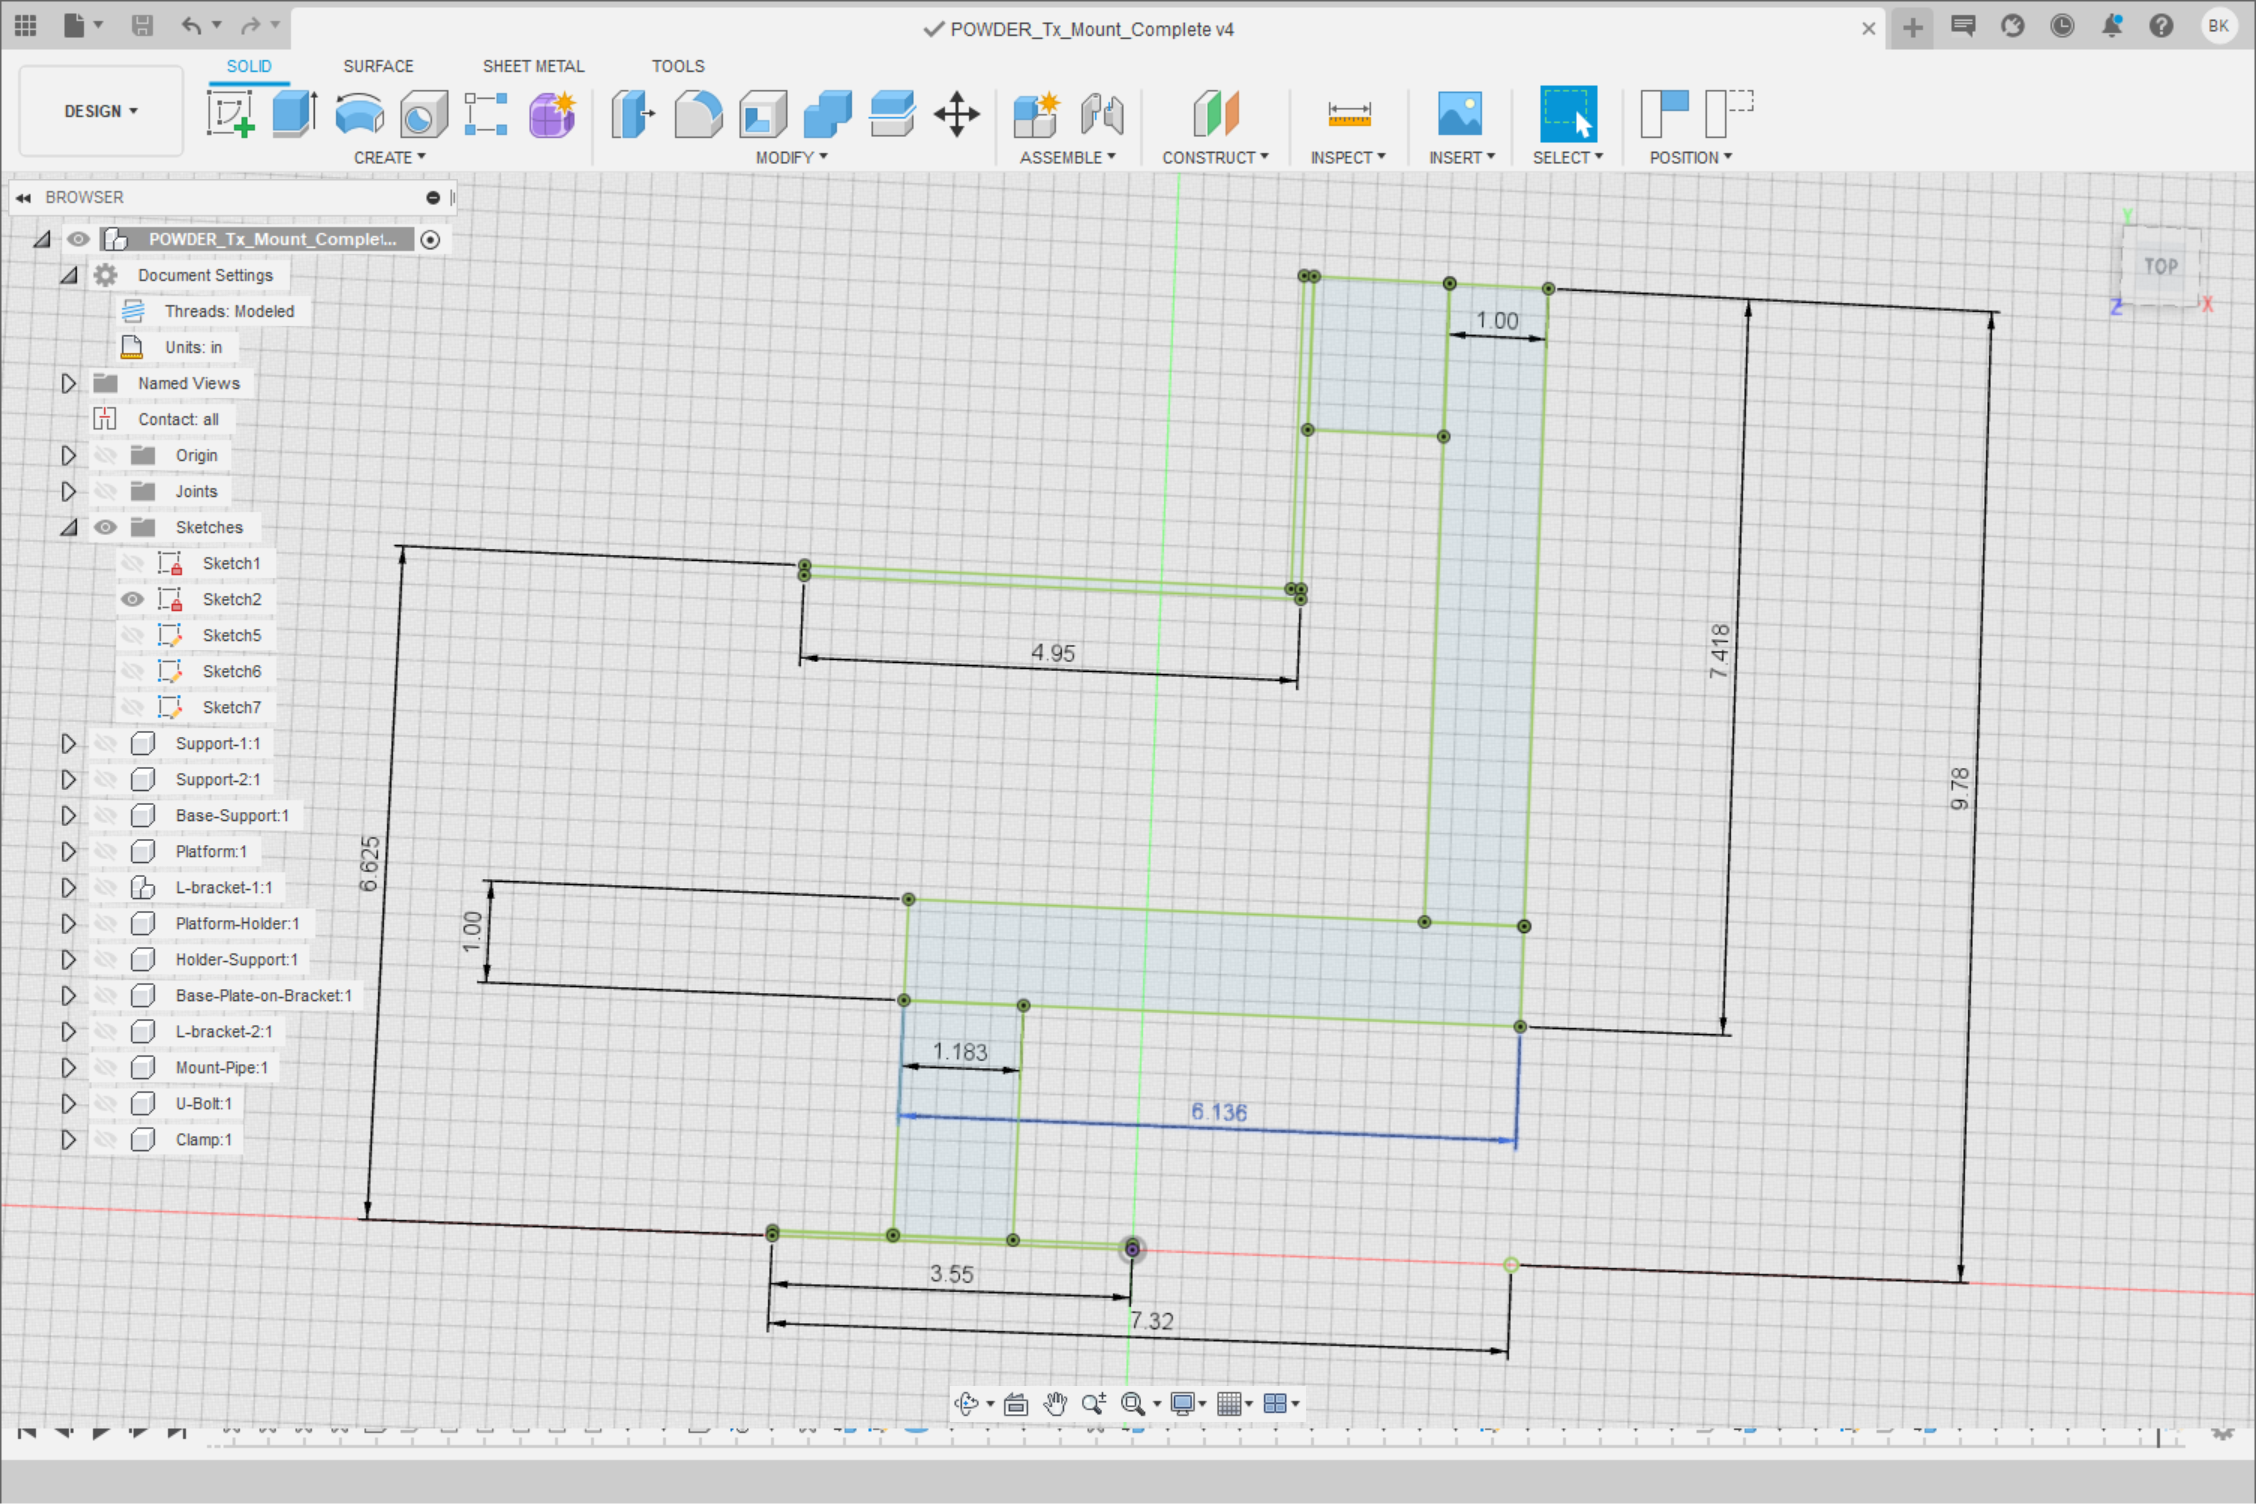 POWDER_Tx_Mount_Complete v4
BK
DESIGN
SOLID
SURFACE
SHEET METAL
TOOLS
CREATE
MODIFY
ASSEMBLE
CONSTRUCT
INSPECT
INSERT
SELECT
POSITION
BROWSER
POWDER_Tx_Mount_Complet...
Document Settings
Threads: Modeled
Units: in
Named Views
Contact: all
Origin
Joints
Sketches
Sketch1
Sketch2
Sketch5
Sketch6
Sketch7
Support-1:1
Support-2:1
Base-Support:1
Platform:1
L-bracket-1:1
Platform-Holder:1
Holder-Support:1
Base-Plate-on-Bracket:1
L-bracket-2:1
Mount-Pipe:1
U-Bolt:1
Clamp:1
Y
TOP
Z
X
1.00
4.95
7.418
9.78
6.625
1.00
1.183
6.136
3.55
7.32